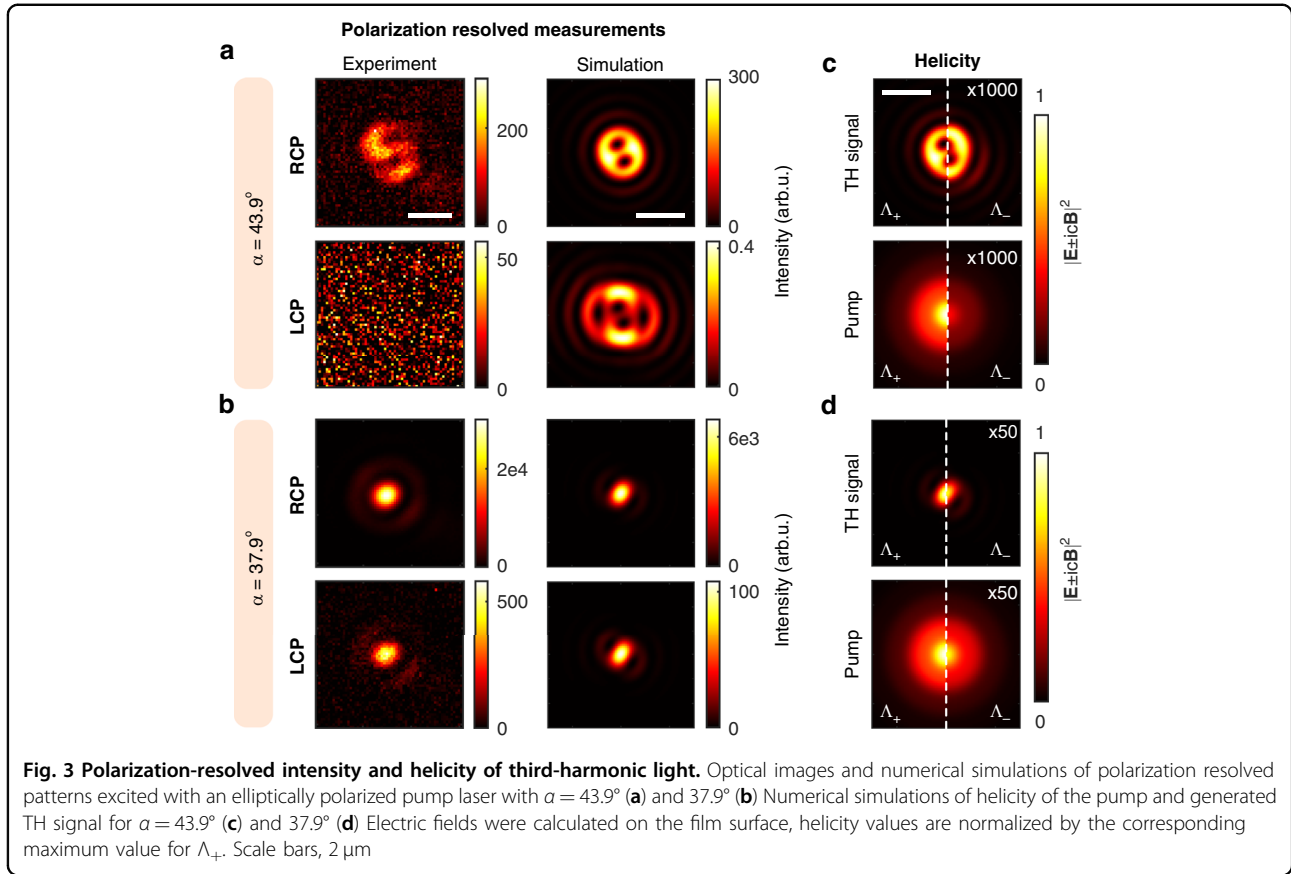 Polarization resolved measurements
a
Experiment
Simulation
c
Helicity
α = 43.9°
RCP
200
0
300
0
LCP
50
0
0.4
0
Intensity (arb.u.)
TH signal
x1000
Λ+ Λ−
Pump
x1000
Λ+ Λ−
1
0
|E±icB|²
b
α = 37.9°
RCP
2e4
0
6e3
0
LCP
500
0
100
0
Intensity (arb.u.)
d
TH signal
x50
Λ+ Λ−
Pump
x50
Λ+ Λ−
1
0
|E±icB|²
Fig. 3 Polarization-resolved intensity and helicity of third-harmonic light. Optical images and numerical simulations of polarization resolved
patterns excited with an elliptically polarized pump laser with α = 43.9° (a) and 37.9° (b) Numerical simulations of helicity of the pump and generated
TH signal for α = 43.9° (c) and 37.9° (d) Electric fields were calculated on the film surface, helicity values are normalized by the corresponding
maximum value for Λ+. Scale bars, 2 μm